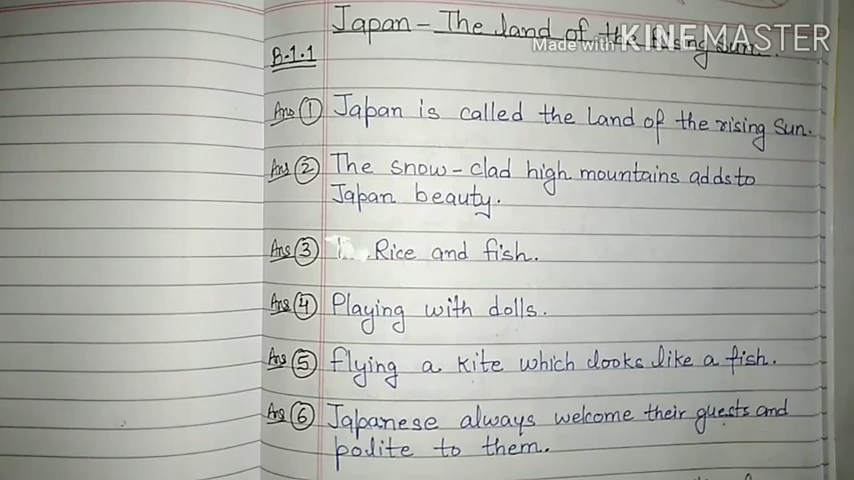 Japan - The land of the rising sun.
Made with KINEMASTER
B-1.1
Ans 1 Japan is called the land of the rising Sun.
Ans 2 The snow-clad high mountains adds to
Japan beauty.
Ans 3 Rice and fish.
Ans 4 Playing with dolls.
Ans 5 flying a kite which looks like a fish.
Ans 6 Japanese always welcome their guests and
polite to them.